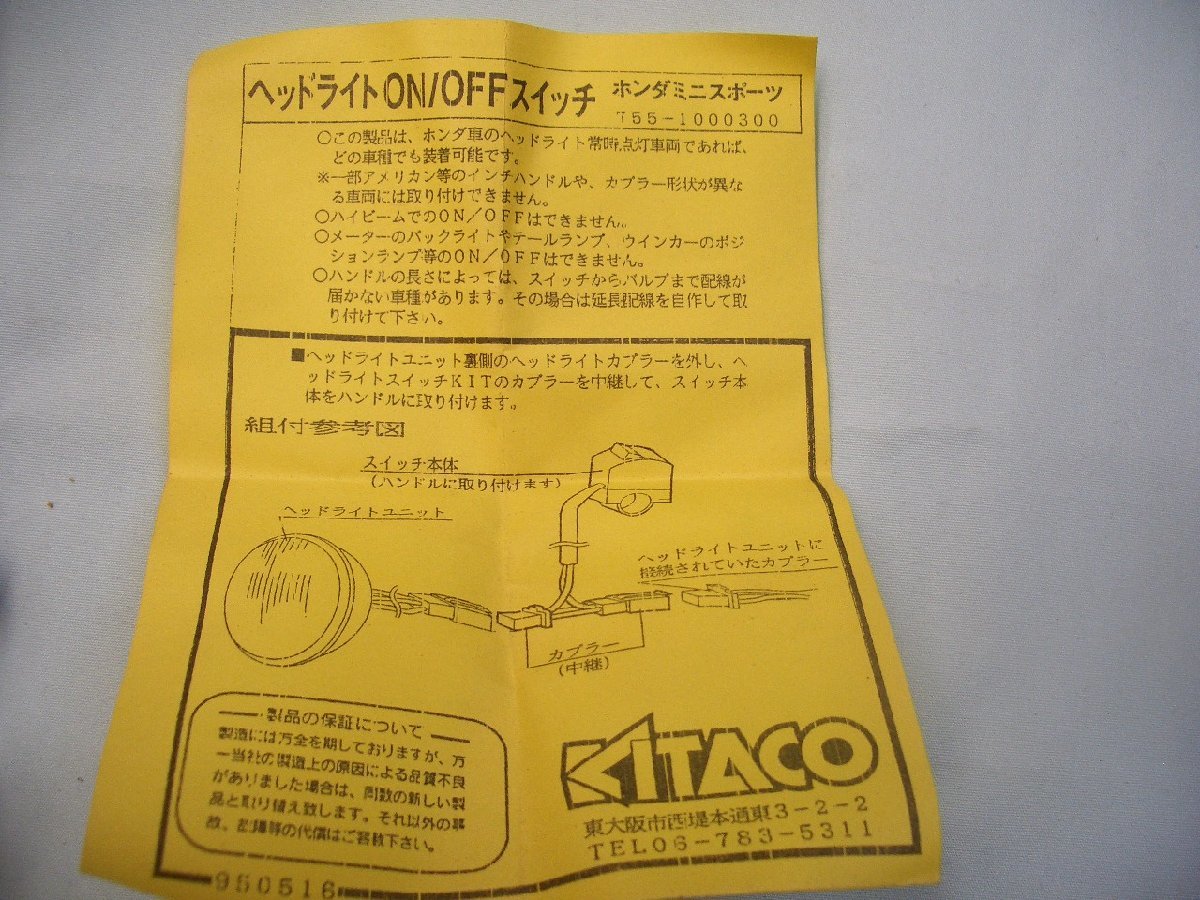 ヘッドライトON/OFFスイッチ ホンダミニスポーツ
755-1000300
○この製品は、ホンダ車のヘッドライト常時点灯車両であれば、
どの車種でも装着可能です。
※一部アメリカン等のインチハンドルや、カプラー形状が異な
る車両には取り付けできません。
○ハイビームでのON/OFFはできません。
○メーターのバックライトやテールランプ、ウインカーのポジ
ションランプ等のON/OFFはできません。
○ハンドルの長さによっては、スイッチからバルブまで配線が
届かない車種があります。その場合は延長配線を自作して取
り付けて下さい。
■ヘッドライトユニット裏側のヘッドライトカプラーを外し、ヘ
ッドライトスイッチKITのカプラーを中継して、スイッチ本
体をハンドルに取り付けます。
組付参考図
スイッチ本体
(ハンドルに取り付けます)
ヘッドライトユニット
ヘッドライトユニットに
接続されていたカプラー
カプラー
(中継)
製品の保証について
製造には万全を期しておりますが、万
一当社の製造上の原因による品質不良
がありました場合は、同数の新しい製
品と取り替え致します。それ以外の事
故、故障等の代償はご容赦下さい。
KITACO
東大阪市西堤本通東3-2-2
TEL06-783-5311
950516